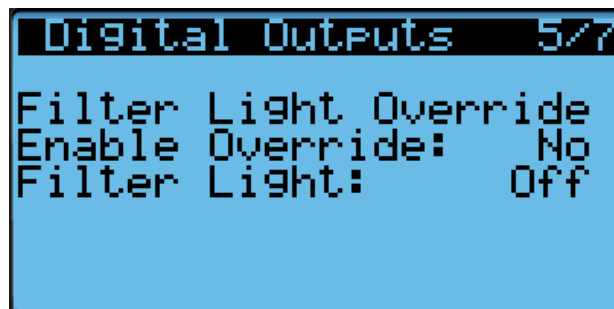 Digital Outputs 5/7
Filter Light Override
Enable Override: No
Filter Light: Off